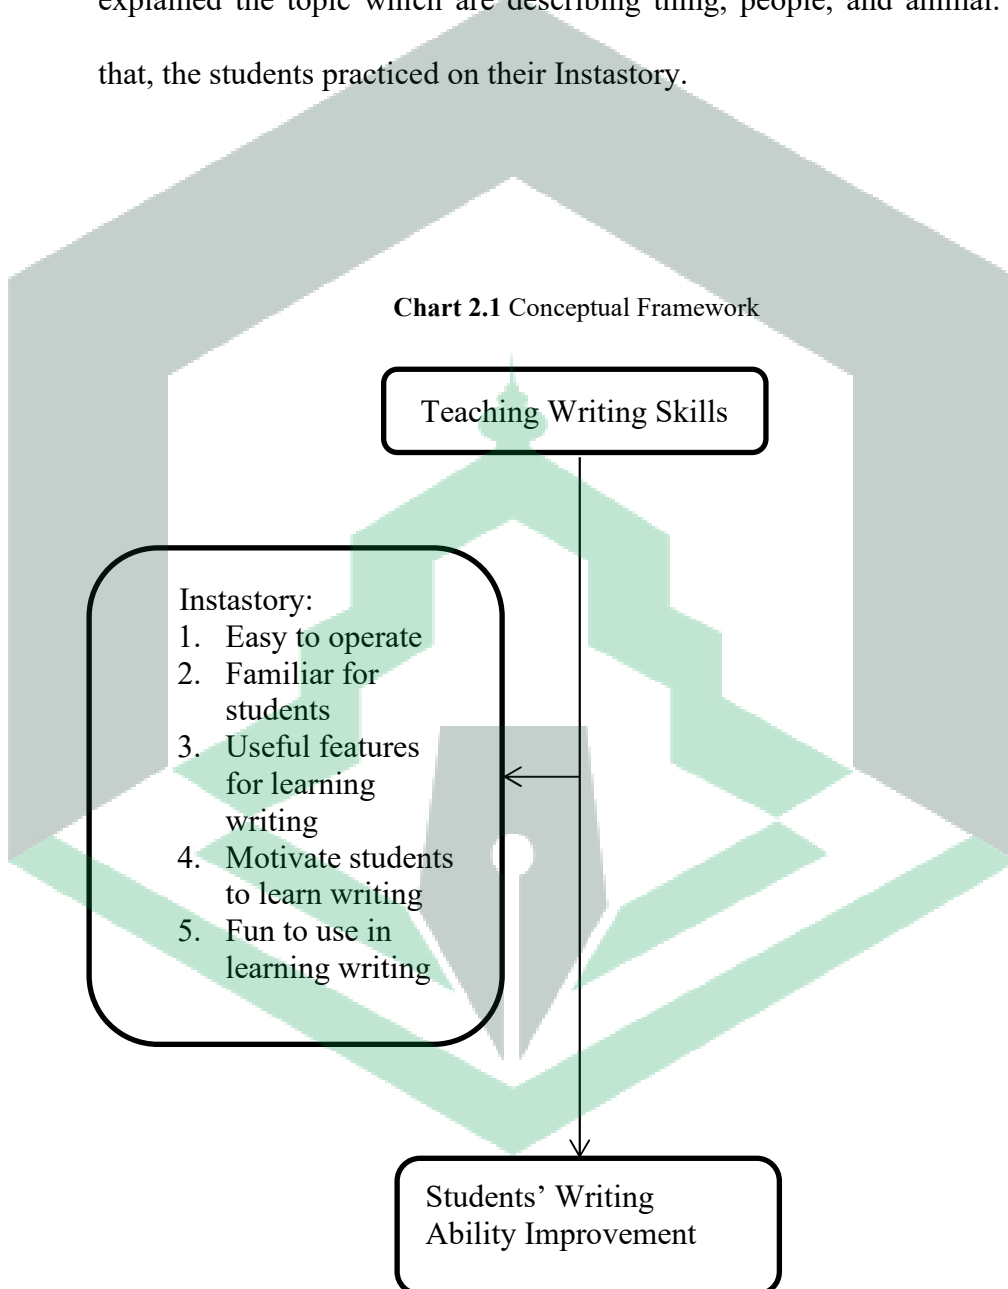 explained the topic which are describing thing, people, and animal.
that, the students practiced on their Instastory.
Chart 2.1 Conceptual Framework
Teaching Writing Skills
Instastory:
1. Easy to operate
2. Familiar for
students
3. Useful features
for learning
writing
4. Motivate students
to learn writing
5. Fun to use in
learning writing
Students’ Writing
Ability Improvement